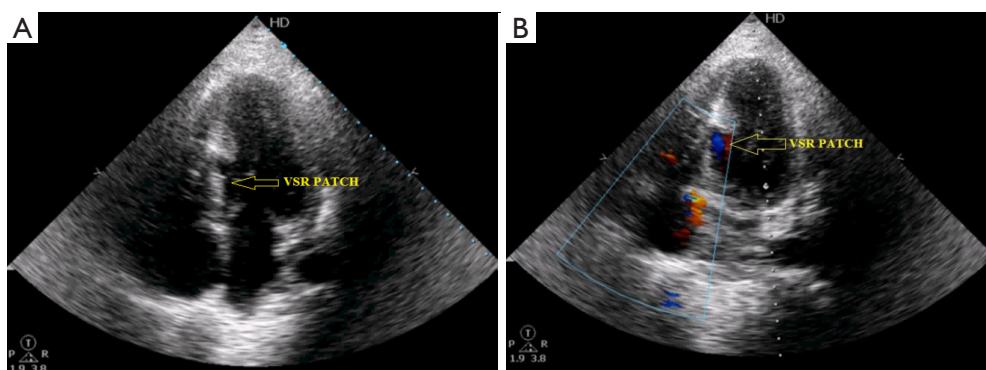 A
HD
VSR PATCH
T
P R
1.9 3.8
B
HD
VSR PATCH
T
P R
1.9 3.8